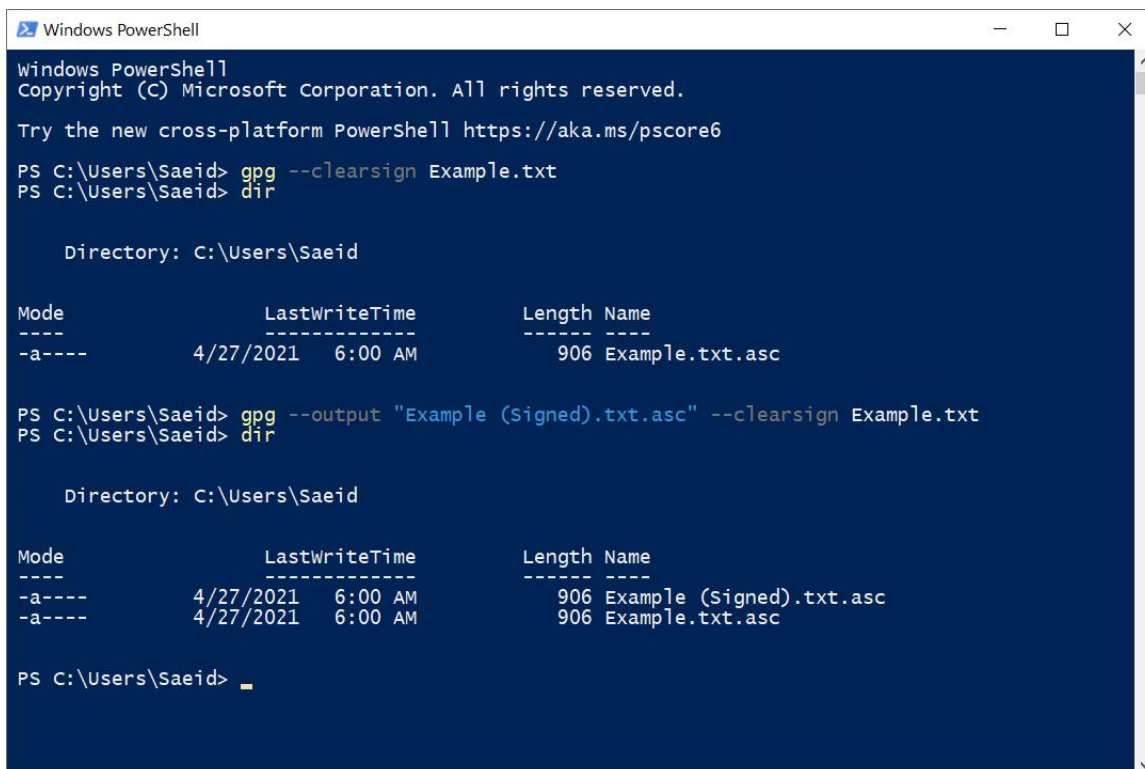 Windows PowerShell
Windows PowerShell
Copyright (C) Microsoft Corporation. All rights reserved.
Try the new cross-platform PowerShell https://aka.ms/pscore6
PS C:\Users\Saeid> gpg --clearsign Example.txt
PS C:\Users\Saeid> dir
Directory: C:\Users\Saeid
Mode LastWriteTime Length Name
---- ------------- ------ ----
-a---- 4/27/2021 6:00 AM 906 Example.txt.asc
PS C:\Users\Saeid> gpg --output "Example (Signed).txt.asc" --clearsign Example.txt
PS C:\Users\Saeid> dir
Directory: C:\Users\Saeid
Mode LastWriteTime Length Name
---- ------------- ------ ----
-a---- 4/27/2021 6:00 AM 906 Example (Signed).txt.asc
-a---- 4/27/2021 6:00 AM 906 Example.txt.asc
PS C:\Users\Saeid>